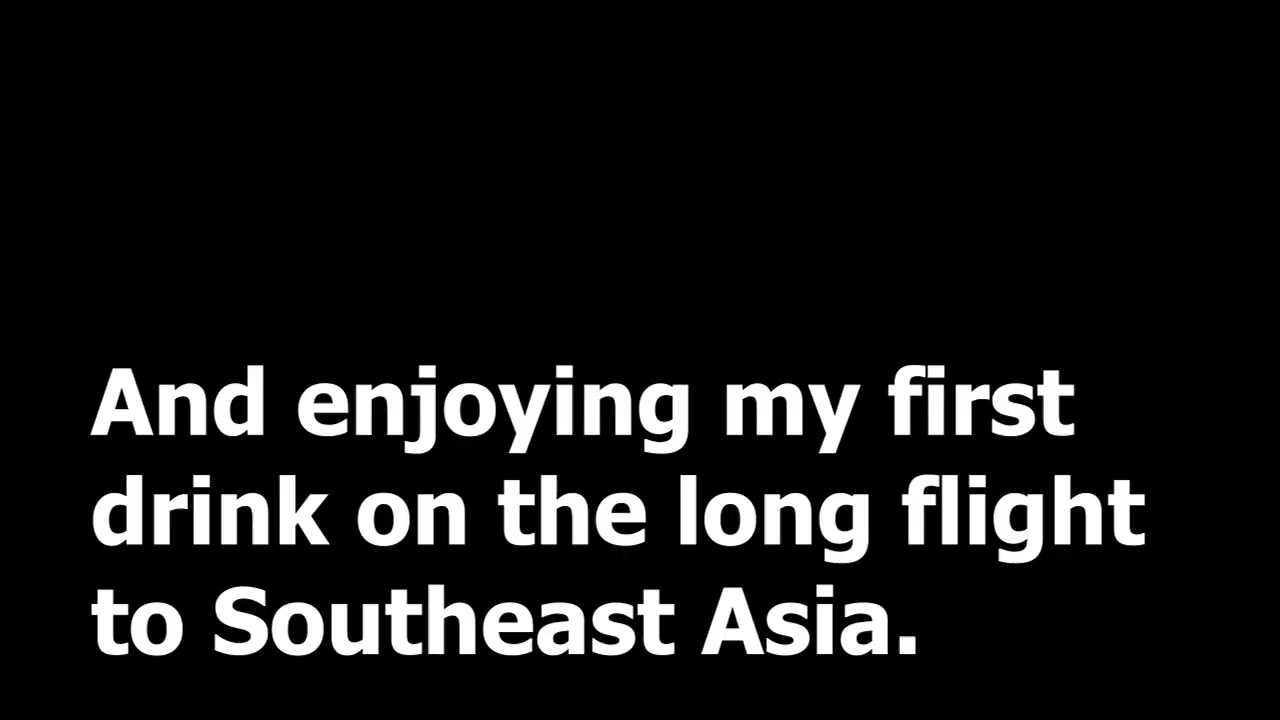 And enjoying my first
drink on the long flight
to Southeast Asia.